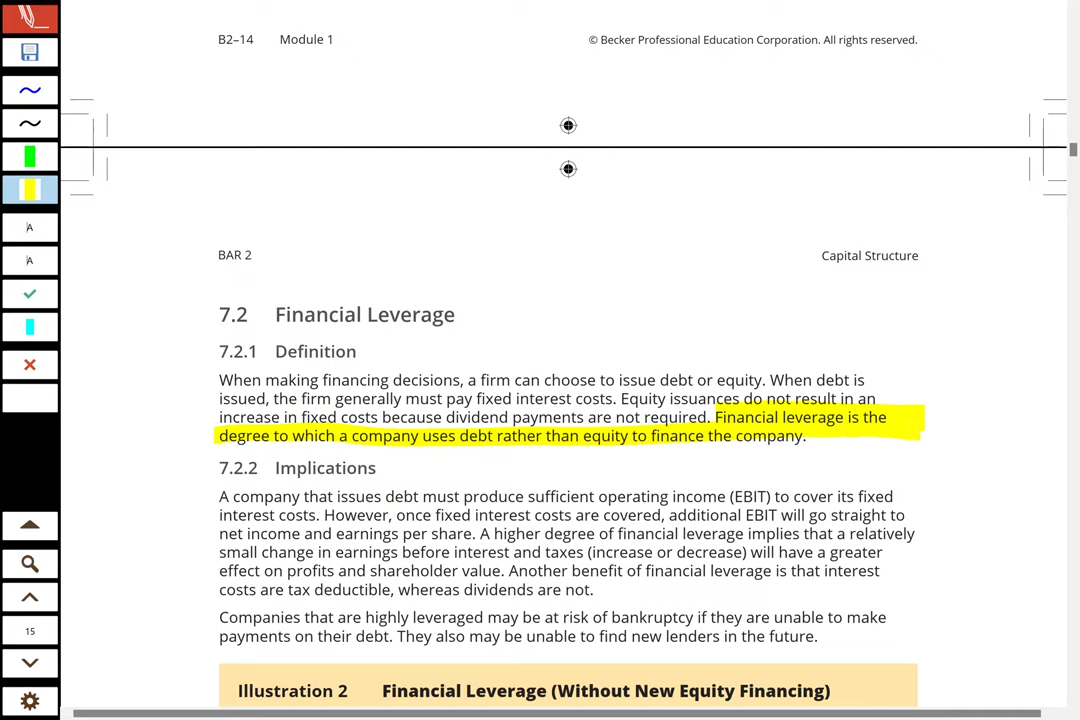 B2–14 Module 1 © Becker Professional Education Corporation. All rights reserved.
BAR 2 Capital Structure
7.2 Financial Leverage
7.2.1 Definition
When making financing decisions, a firm can choose to issue debt or equity. When debt is
issued, the firm generally must pay fixed interest costs. Equity issuances do not result in an
increase in fixed costs because dividend payments are not required. Financial leverage is the
degree to which a company uses debt rather than equity to finance the company.
7.2.2 Implications
A company that issues debt must produce sufficient operating income (EBIT) to cover its fixed
interest costs. However, once fixed interest costs are covered, additional EBIT will go straight to
net income and earnings per share. A higher degree of financial leverage implies that a relatively
small change in earnings before interest and taxes (increase or decrease) will have a greater
effect on profits and shareholder value. Another benefit of financial leverage is that interest
costs are tax deductible, whereas dividends are not.
Companies that are highly leveraged may be at risk of bankruptcy if they are unable to make
payments on their debt. They also may be unable to find new lenders in the future.
Illustration 2 Financial Leverage (Without New Equity Financing)
A
A
15